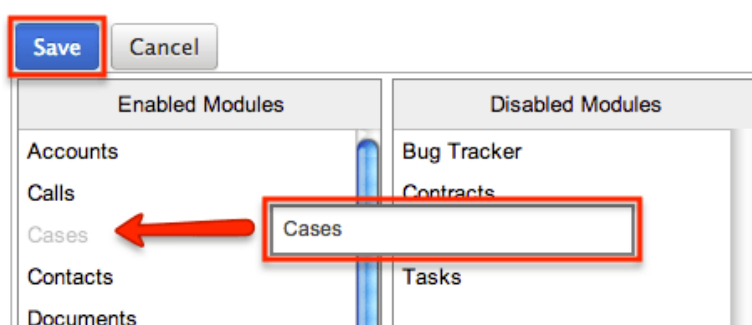 Save Cancel
Enabled Modules Disabled Modules
Accounts Bug Tracker
Calls Contracts
Cases Cases
Contacts Tasks
Documents